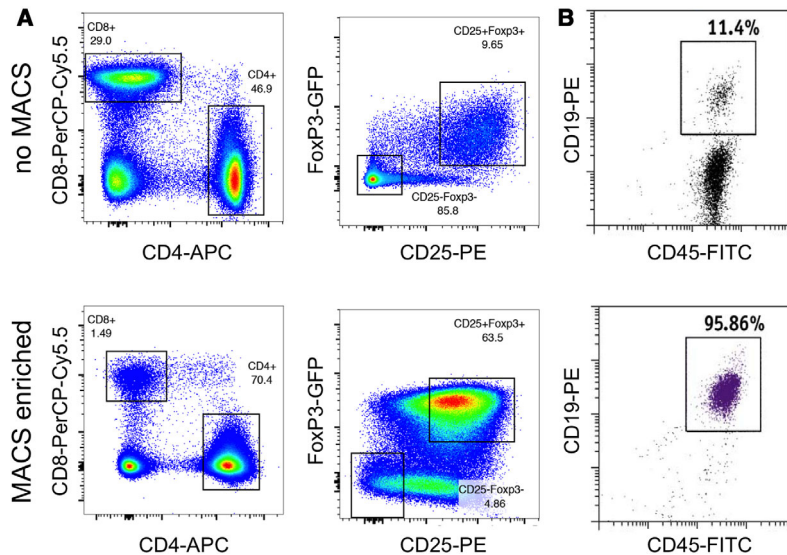 A
B
no MACS
CD8-PerCP-Cy5.5
CD8+
29.0
CD4+
46.9
CD4-APC
FoxP3-GFP
CD25+Foxp3+
9.65
CD25-Foxp3-
85.8
CD25-PE
CD19-PE
11.4%
CD45-FITC
MACS enriched
CD8-PerCP-Cy5.5
CD8+
1.49
CD4+
70.4
CD4-APC
FoxP3-GFP
CD25+Foxp3+
63.5
CD25-Foxp3-
4.86
CD25-PE
CD19-PE
95.86%
CD45-FITC